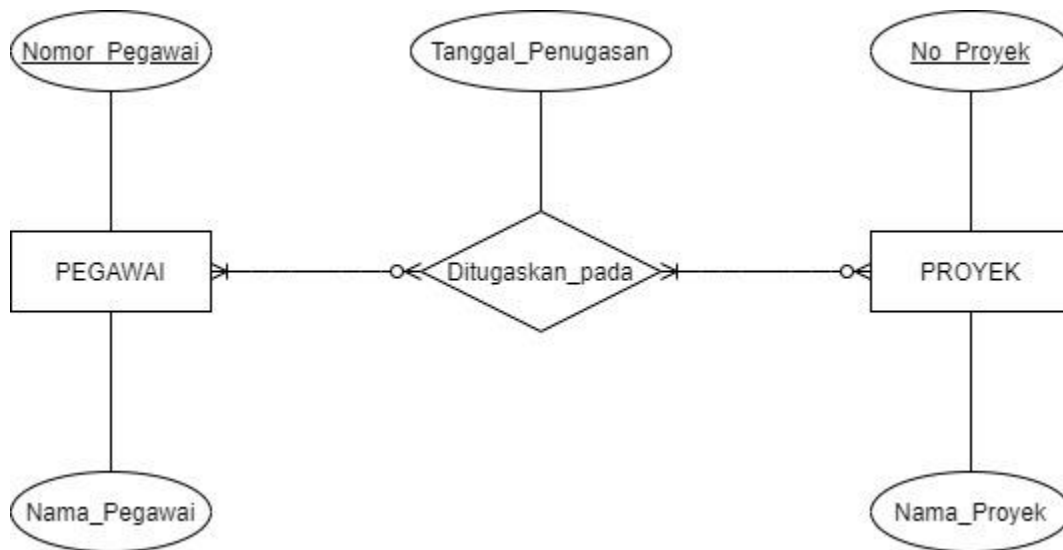 Nomor_Pegawai
Tanggal_Penugasan
No_Proyek
PEGAWAI
Ditugaskan_pada
PROYEK
Nama_Pegawai
Nama_Proyek